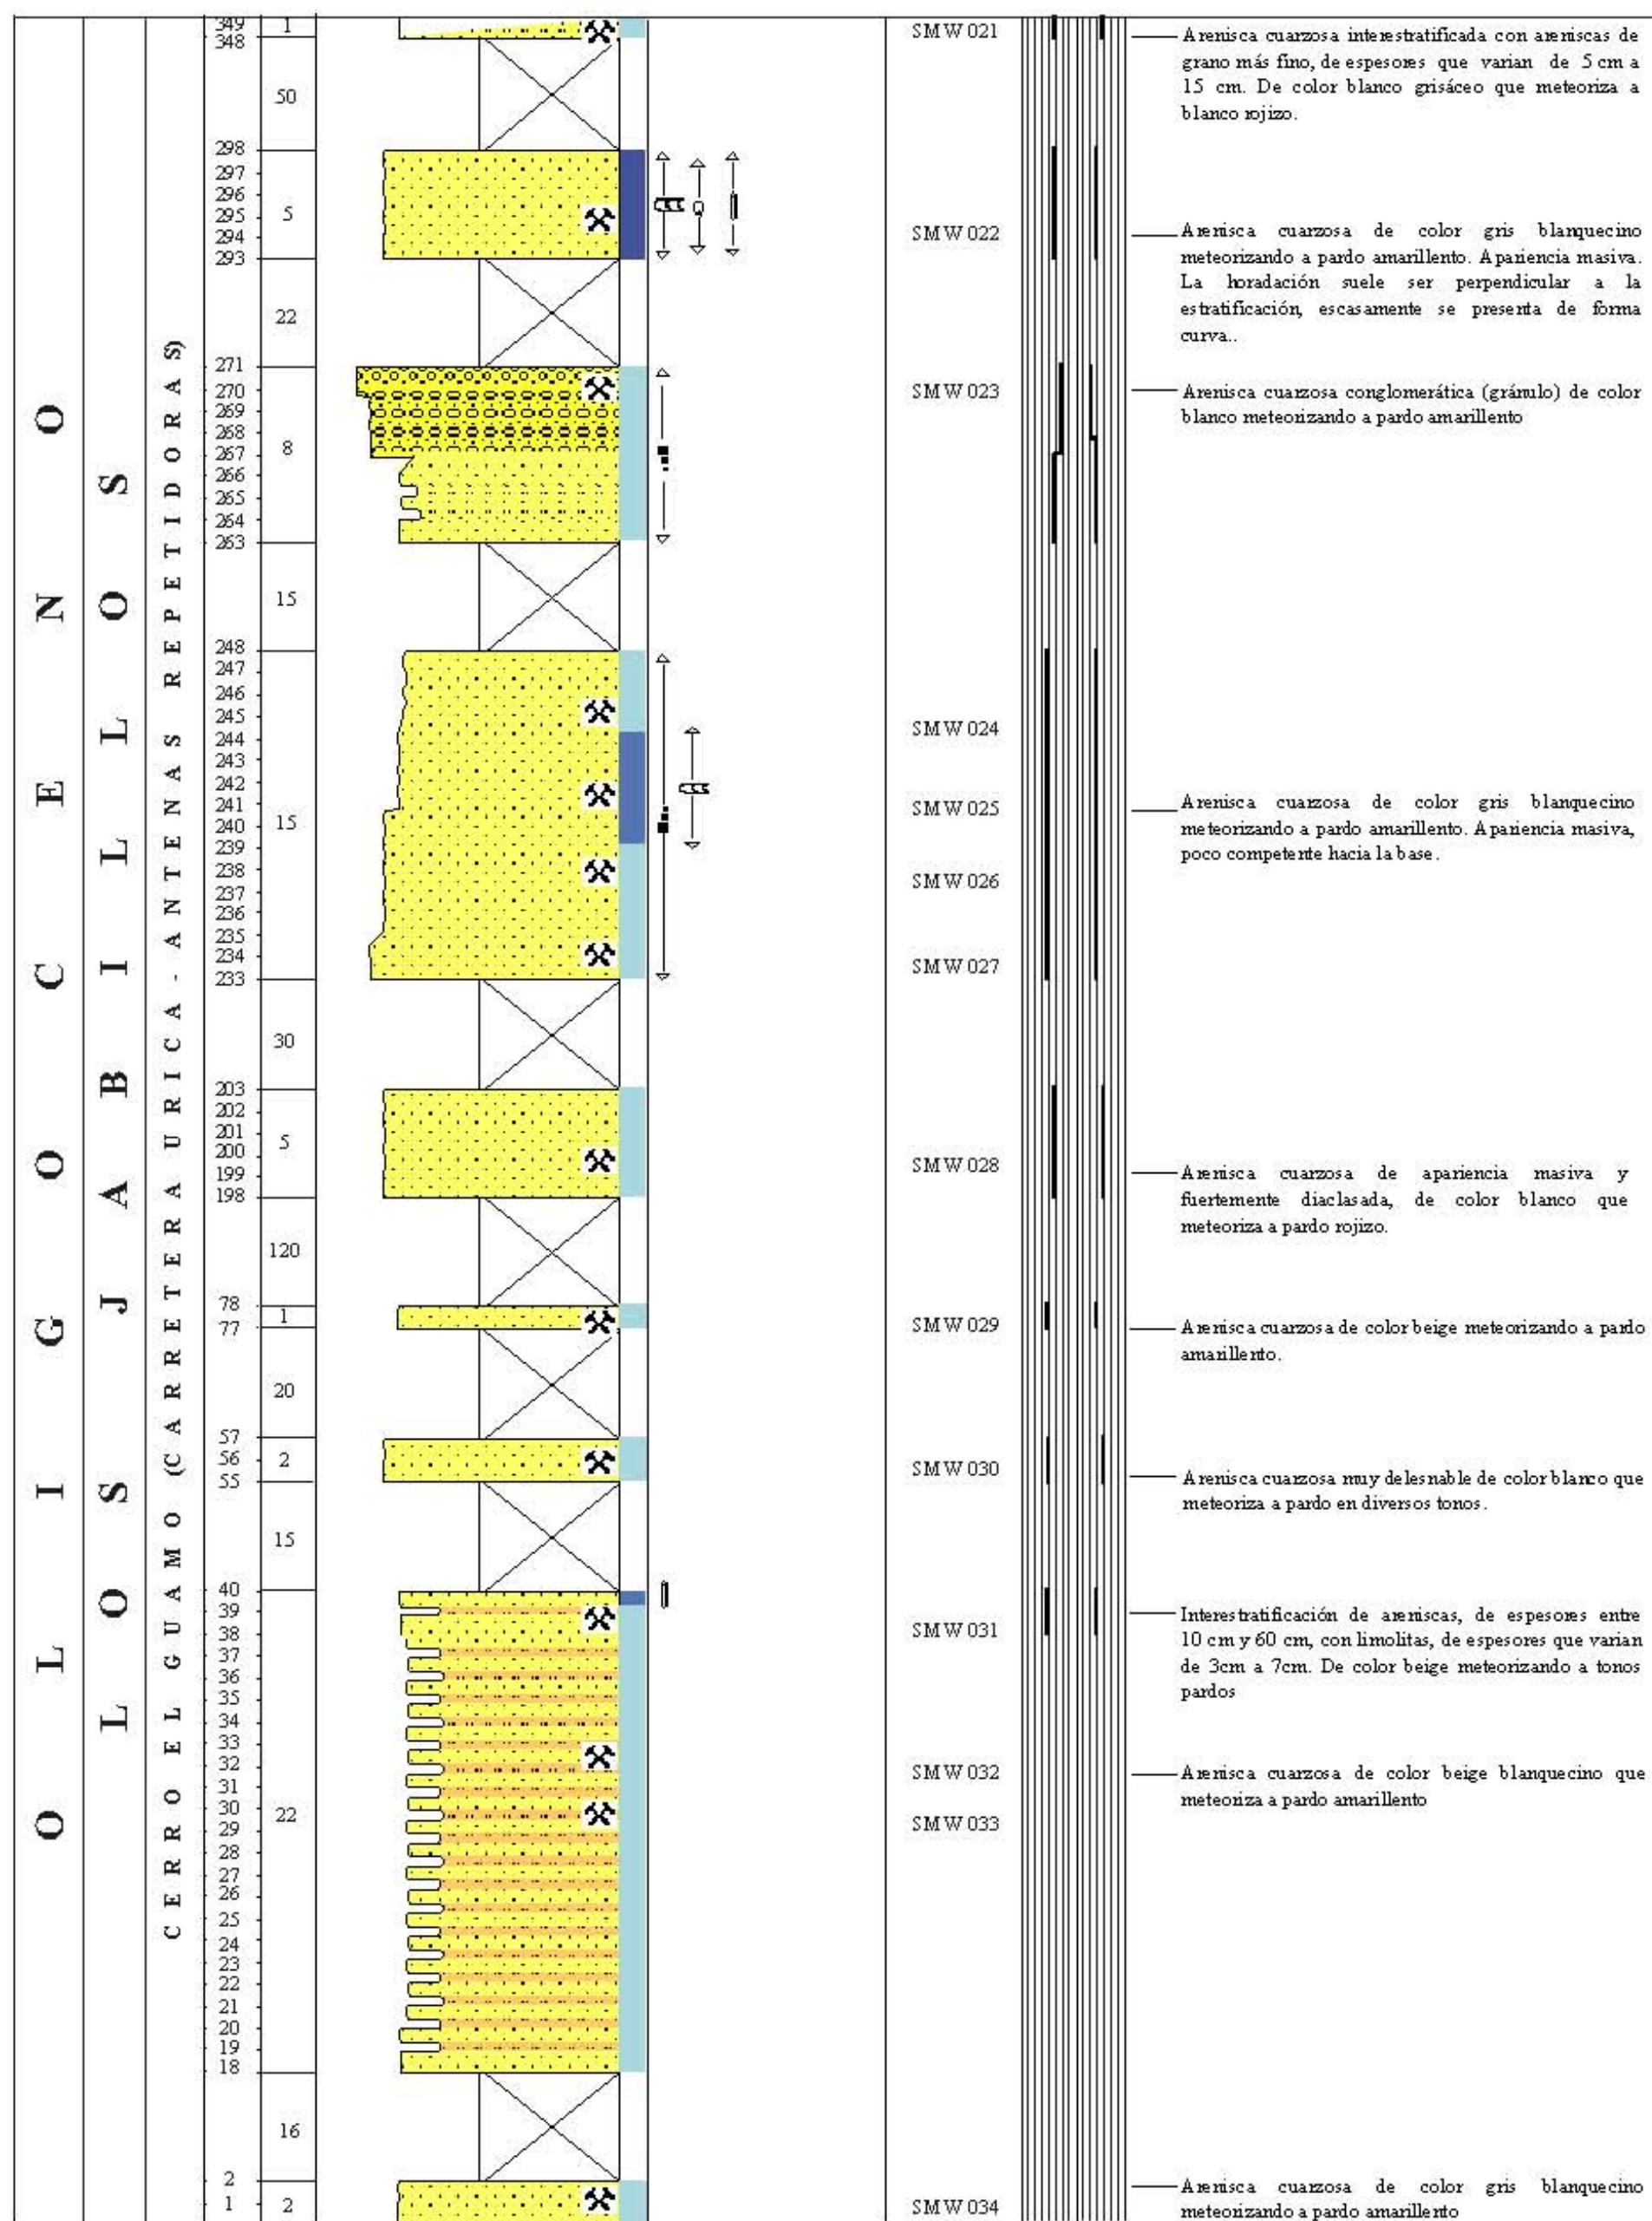 OLIGOCENO
LOS JABILLOS
CERRO EL GUAMO (CARRETERA AURICA - ANTENAS REPETIDORAS)
349
348
298
297
296
295
294
293
271
270
269
268
267
266
265
264
263
248
247
246
245
244
243
242
241
240
239
238
237
236
235
234
233
203
202
201
200
199
198
78
77
57
56
55
40
39
38
37
36
35
34
33
32
31
30
29
28
27
26
25
24
23
22
21
20
19
18
2
1
1
50
5
22
8
15
15
30
5
120
1
20
2
15
22
16
2
SMW 021
SMW 022
SMW 023
SMW 024
SMW 025
SMW 026
SMW 027
SMW 028
SMW 029
SMW 030
SMW 031
SMW 032
SMW 033
SMW 034
Arenisca cuarzosa interestratificada con areniscas de
grano más fino, de espesores que varian de 5 cm a
15 cm. De color blanco grisáceo que meteoriza a
blanco rojizo.
Arenisca cuarzosa de color gris blanquecino
meteorizando a pardo amarillento. Apariencia masiva.
La horadación suele ser perpendicular a la
estratificación, escasamente se presenta de forma
curva..
Arenisca cuarzosa conglomerática (gránulo) de color
blanco meteorizando a pardo amarillento
Arenisca cuarzosa de color gris blanquecino
meteorizando a pardo amarillento. Apariencia masiva,
poco competente hacia la base.
Arenisca cuarzosa de apariencia masiva y
fuertemente diaclasada, de color blanco que
meteoriza a pardo rojizo.
Arenisca cuarzosa de color beige meteorizando a pardo
amarillento.
Arenisca cuarzosa muy delesnable de color blanco que
meteoriza a pardo en diversos tonos.
Interestratificación de areniscas, de espesores entre
10 cm y 60 cm, con limolitas, de espesores que varian
de 3cm a 7cm. De color beige meteorizando a tonos
pardos
Arenisca cuarzosa de color beige blanquecino que
meteoriza a pardo amarillento
Arenisca cuarzosa de color gris blanquecino
meteorizando a pardo amarillento